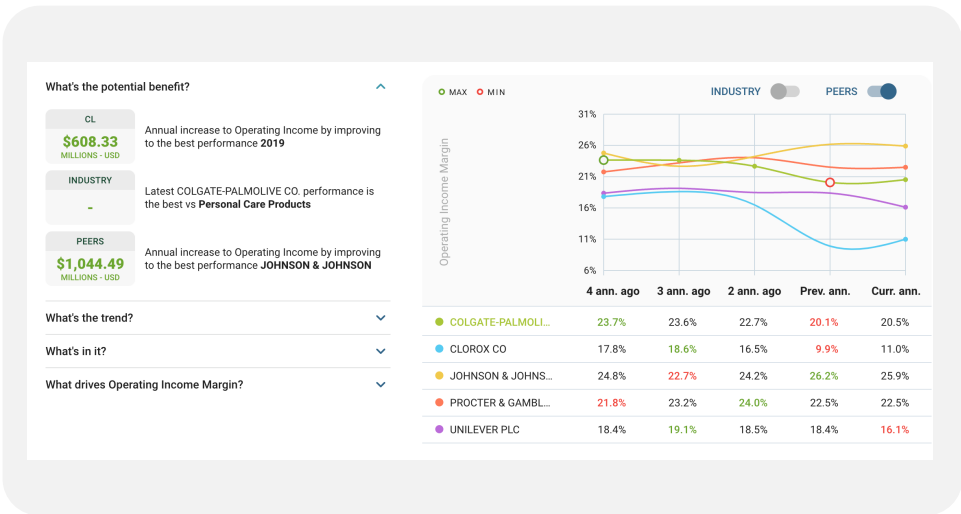 What's the potential benefit?
CL
$608.33
MILLIONS - USD
Annual increase to Operating Income by improving
to the best performance 2019
INDUSTRY
-
Latest COLGATE-PALMOLIVE CO. performance is
the best vs Personal Care Products
PEERS
$1,044.49
MILLIONS - USD
Annual increase to Operating Income by improving
to the best performance JOHNSON & JOHNSON
What's the trend?
What's in it?
What drives Operating Income Margin?
MAX MIN
INDUSTRY PEERS
Operating Income Margin
31%
26%
21%
16%
11%
6%
4 ann. ago 3 ann. ago 2 ann. ago Prev. ann. Curr. ann.
COLGATE-PALMOLI... 23.7% 23.6% 22.7% 20.1% 20.5%
CLOROX CO 17.8% 18.6% 16.5% 9.9% 11.0%
JOHNSON & JOHNS... 24.8% 22.7% 24.2% 26.2% 25.9%
PROCTER & GAMBL... 21.8% 23.2% 24.0% 22.5% 22.5%
UNILEVER PLC 18.4% 19.1% 18.5% 18.4% 16.1%